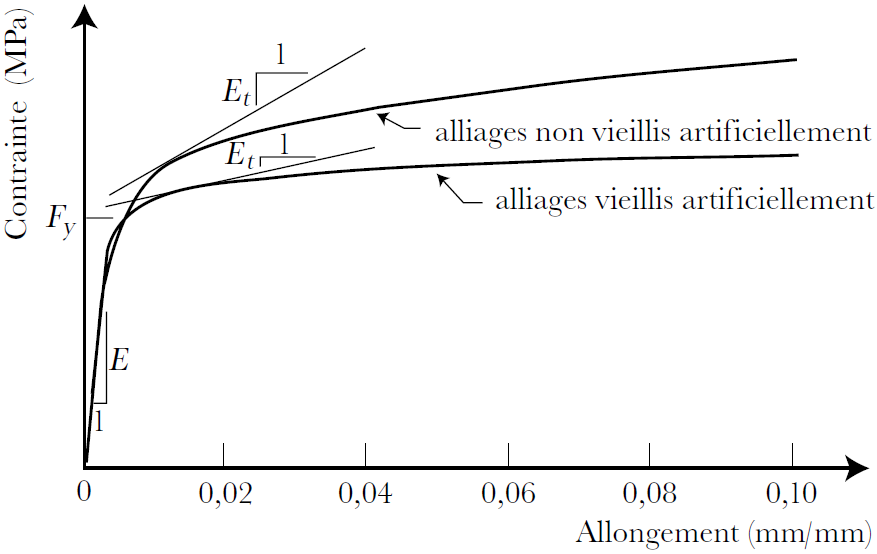 Contrainte (MPa)
1
E_t
alliages non vieillis artificiellement
1
E_t
alliages vieillis artificiellement
F_y
E
1
0
0,02
0,04
0,06
0,08
0,10
Allongement (mm/mm)